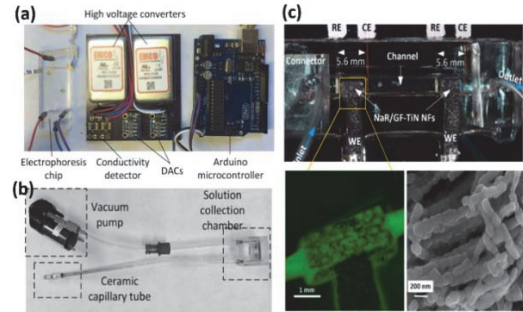 (a)
High voltage converters
EMCO
EMCO
Electrophoresis
chip
Conductivity
detector
DACs
Arduino
microcontroller
(b)
Vacuum
pump
Solution
collection
chamber
Ceramic
capillary tube
(c)
RE
CE
RE
CE
5.6 mm
5.6 mm
Connector
Channel
Outlet
NaR/GF-TiN NFs
WE
WE
1 mm
200 nm